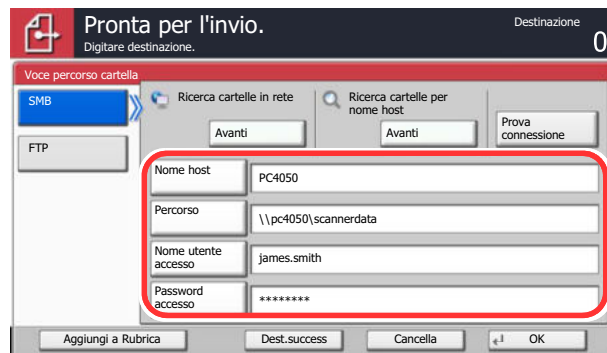 Pronta per l'invio.
Digitare destinazione.
Destinazione
0
Voce percorso cartella
SMB
FTP
Ricerca cartelle in rete
Avanti
Ricerca cartelle per
nome host
Avanti
Prova
connessione
Nome host
PC4050
Percorso
\\pc4050\scannerdata
Nome utente
accesso
james.smith
Password
accesso
********
Aggiungi a Rubrica
Dest.success
Cancella
OK